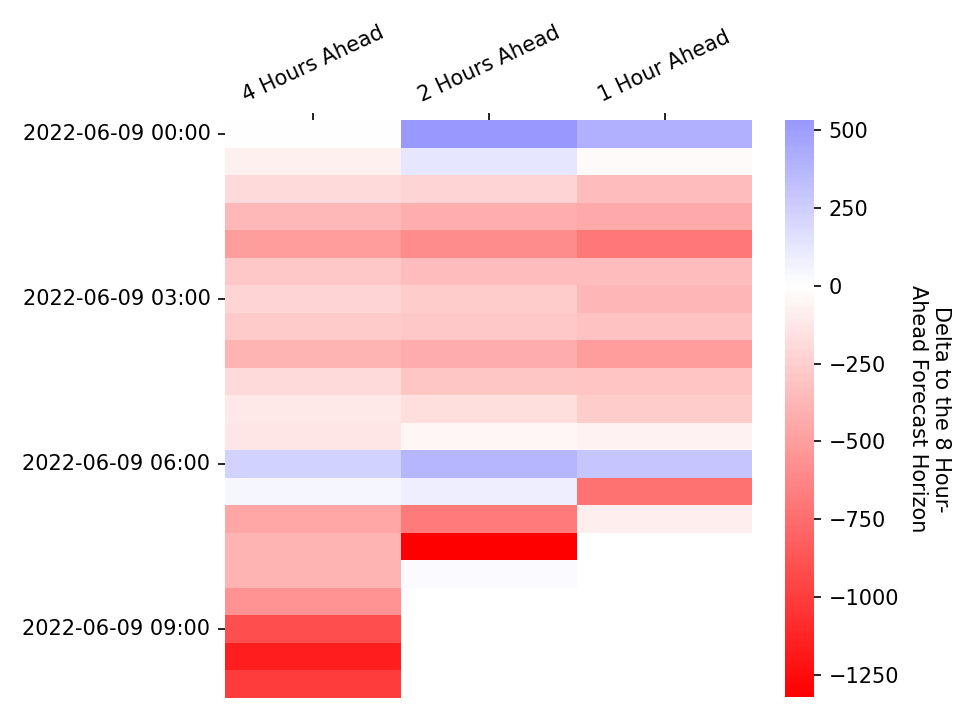 4 Hours Ahead
2 Hours Ahead
1 Hour Ahead
2022-06-09 00:00
2022-06-09 03:00
2022-06-09 06:00
2022-06-09 09:00
500
250
0
−250
−500
−750
−1000
−1250
Delta to the 8 Hour-
Ahead Forecast Horizon